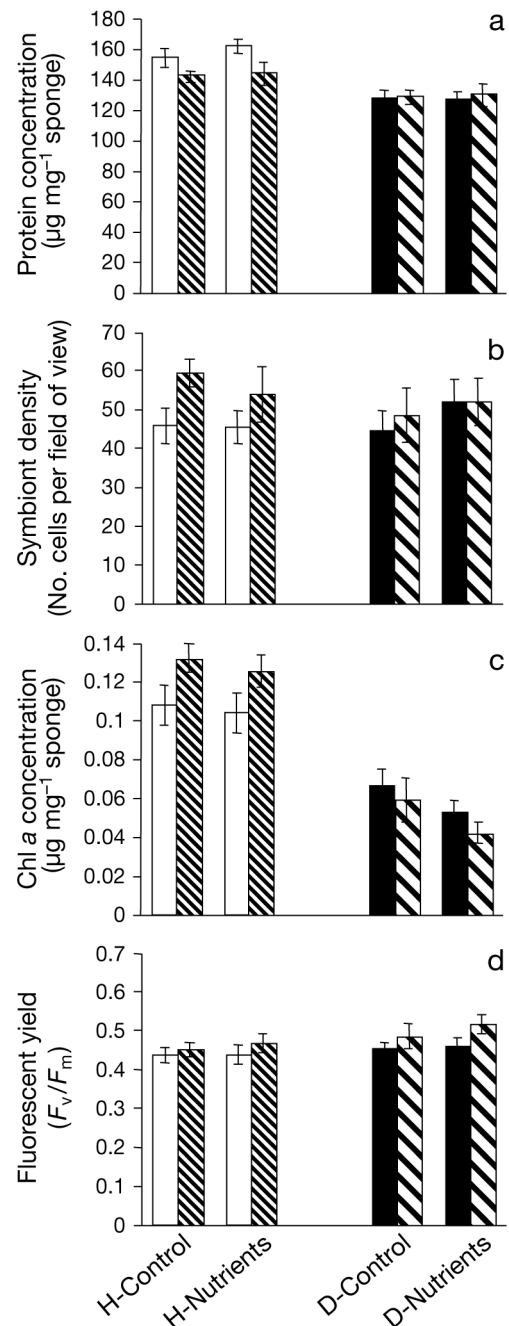 a
Protein concentration
(µg mg⁻¹ sponge)
180
160
140
120
100
80
60
40
20
0
b
Symbiont density
(No. cells per field of view)
70
60
50
40
30
20
10
0
c
Chl a concentration
(µg mg⁻¹ sponge)
0.14
0.12
0.1
0.08
0.06
0.04
0.02
0
d
Fluorescent yield
(Fv/Fm)
0.7
0.6
0.5
0.4
0.3
0.2
0.1
0
H-Control
H-Nutrients
D-Control
D-Nutrients